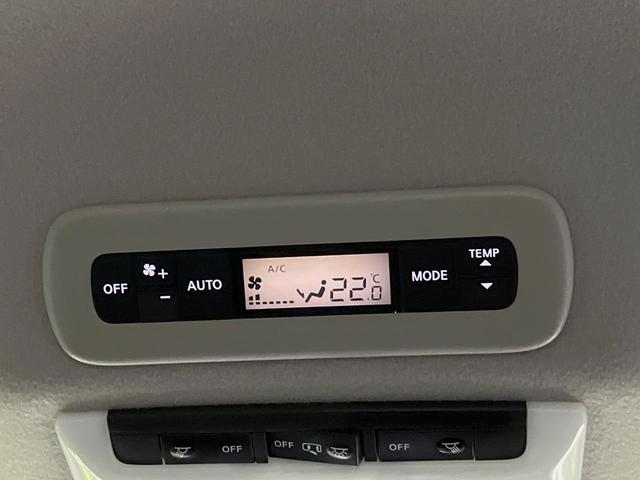 OFF + - AUTO A/C 22.0 °C MODE TEMP
OFF OFF OFF